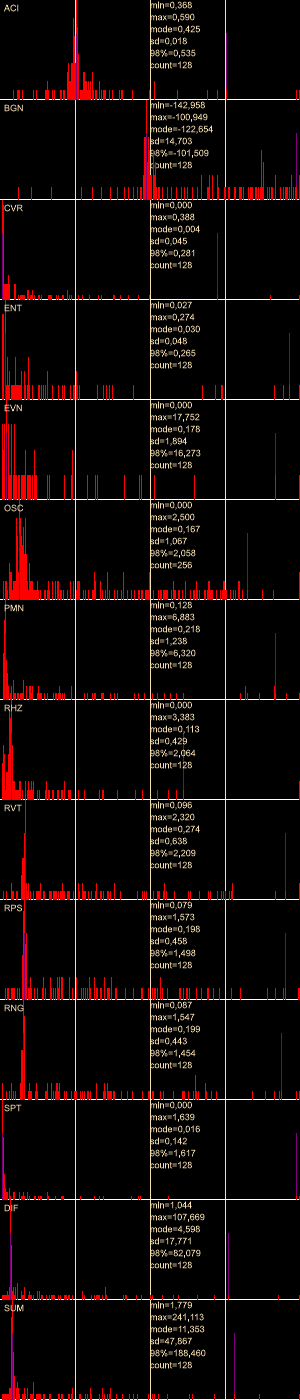 ACI
min=0,368
max=0,590
mode=0,425
sd=0,018
98%=0,535
count=128
BGN
min=-142,958
max=-100,949
mode=-122,654
sd=14,703
98%=-101,509
count=128
CVR
min=0,000
max=0,388
mode=0,004
sd=0,045
98%=0,281
count=128
ENT
min=0,027
max=0,274
mode=0,030
sd=0,048
98%=0,265
count=128
EVN
min=0,000
max=17,752
mode=0,178
sd=1,894
98%=16,273
count=128
OSC
min=0,000
max=2,500
mode=0,167
sd=1,067
98%=2,058
count=256
PMN
min=0,128
max=6,883
mode=0,218
sd=1,238
98%=6,320
count=128
RHZ
min=0,000
max=3,383
mode=0,113
sd=0,429
98%=2,064
count=128
RVT
min=0,096
max=2,320
mode=0,274
sd=0,638
98%=2,209
count=128
RPS
min=0,079
max=1,573
mode=0,198
sd=0,458
98%=1,498
count=128
RNG
min=0,087
max=1,547
mode=0,199
sd=0,443
98%=1,454
count=128
SPT
min=0,000
max=1,639
mode=0,016
sd=0,142
98%=1,617
count=128
DIF
min=1,044
max=107,669
mode=4,598
sd=17,771
98%=82,079
count=128
SUM
min=1,779
max=241,113
mode=11,353
sd=47,867
98%=188,460
count=128